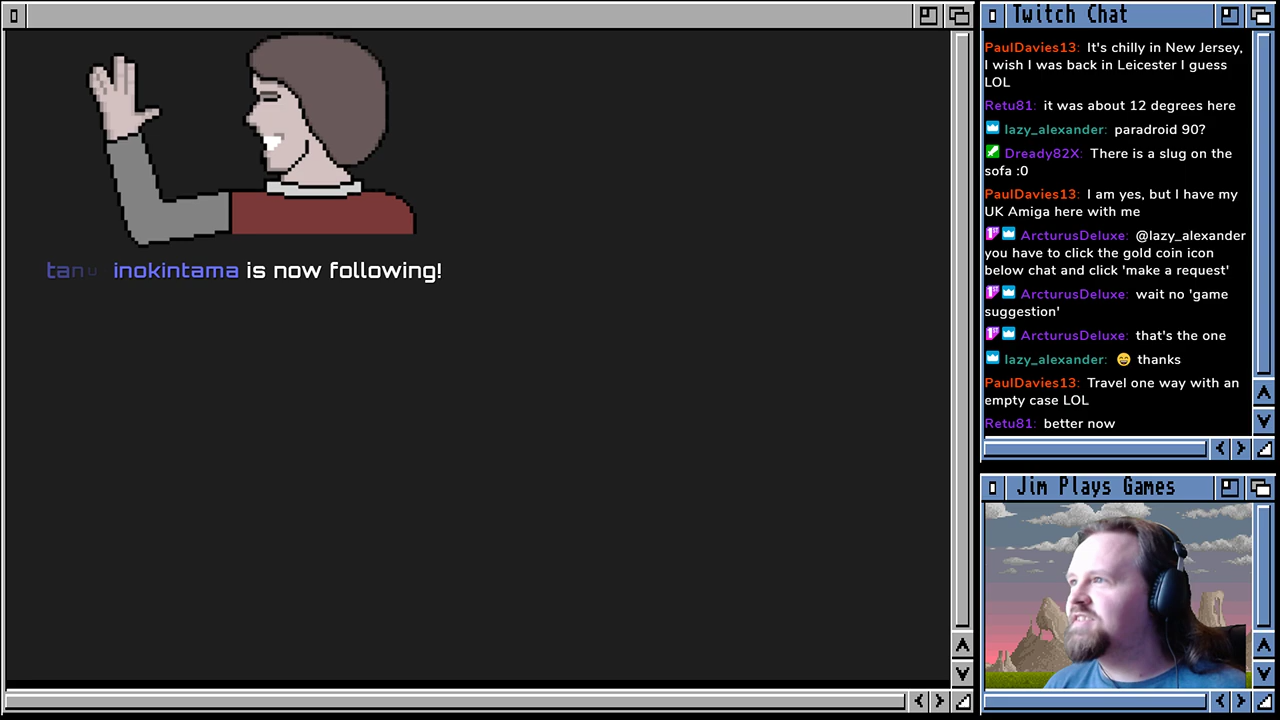 Twitch Chat
PaulDavies13: It's chilly in New Jersey,
I wish I was back in Leicester I guess
LOL
Retu81: it was about 12 degrees here
lazy_alexander: paradroid 90?
Dready82X: There is a slug on the
sofa :0
PaulDavies13: I am yes, but I have my
UK Amiga here with me
ArcturusDeluxe: @lazy_alexander
you have to click the gold coin icon
below chat and click 'make a request'
ArcturusDeluxe: wait no 'game
suggestion'
ArcturusDeluxe: that's the one
lazy_alexander: 😄 thanks
PaulDavies13: Travel one way with an
empty case LOL
Retu81: better now
tanu inokintama is now following!
Jim Plays Games